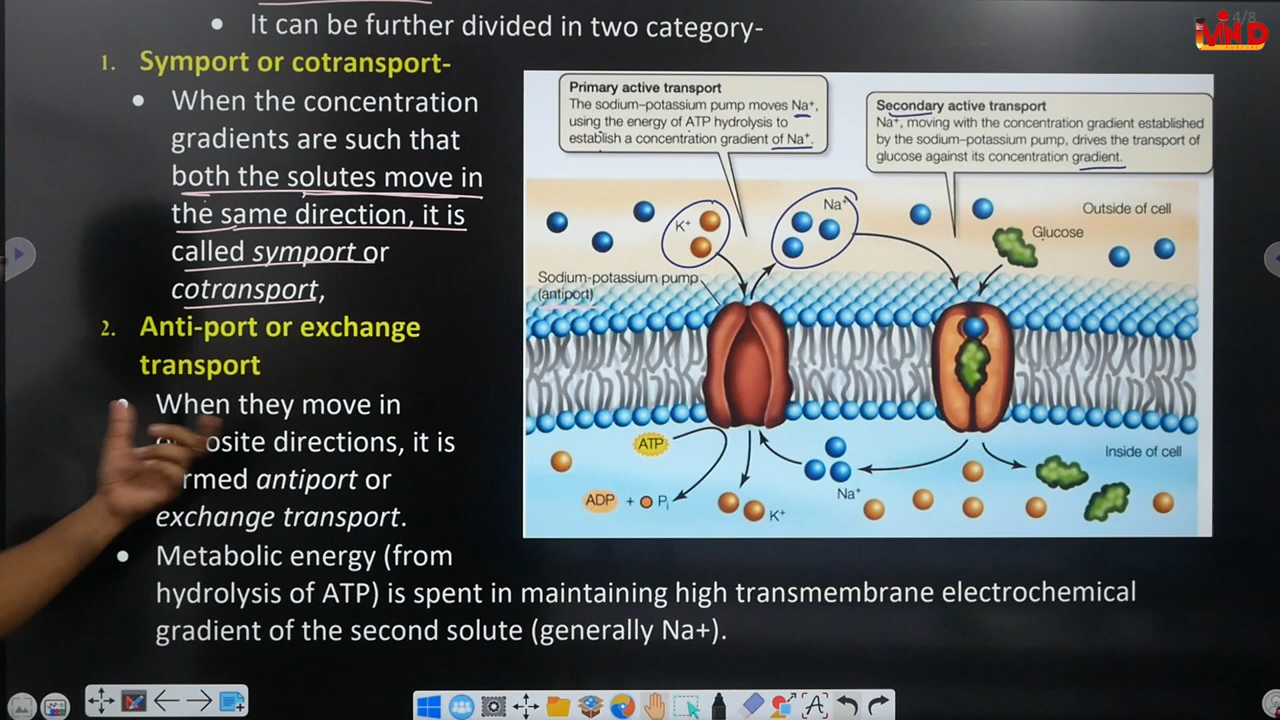 4/8
MIND
• It can be further divided in two category-
1. Symport or cotransport-
• When the concentration
gradients are such that
both the solutes move in
the same direction, it is
called symport or
cotransport,
2. Anti-port or exchange
transport
• When they move in
osite directions, it is
rmed antiport or
exchange transport.
• Metabolic energy (from
hydrolysis of ATP) is spent in maintaining high transmembrane electrochemical
gradient of the second solute (generally Na+).
Primary active transport
The sodium–potassium pump moves Na⁺,
using the energy of ATP hydrolysis to
establish a concentration gradient of Na⁺.
Secondary active transport
Na⁺, moving with the concentration gradient established
by the sodium–potassium pump, drives the transport of
glucose against its concentration gradient.
Na⁺
K⁺
Outside of cell
Glucose
Sodium-potassium pump
(antiport)
ATP
Inside of cell
ADP + Pi
K⁺
Na⁺
A